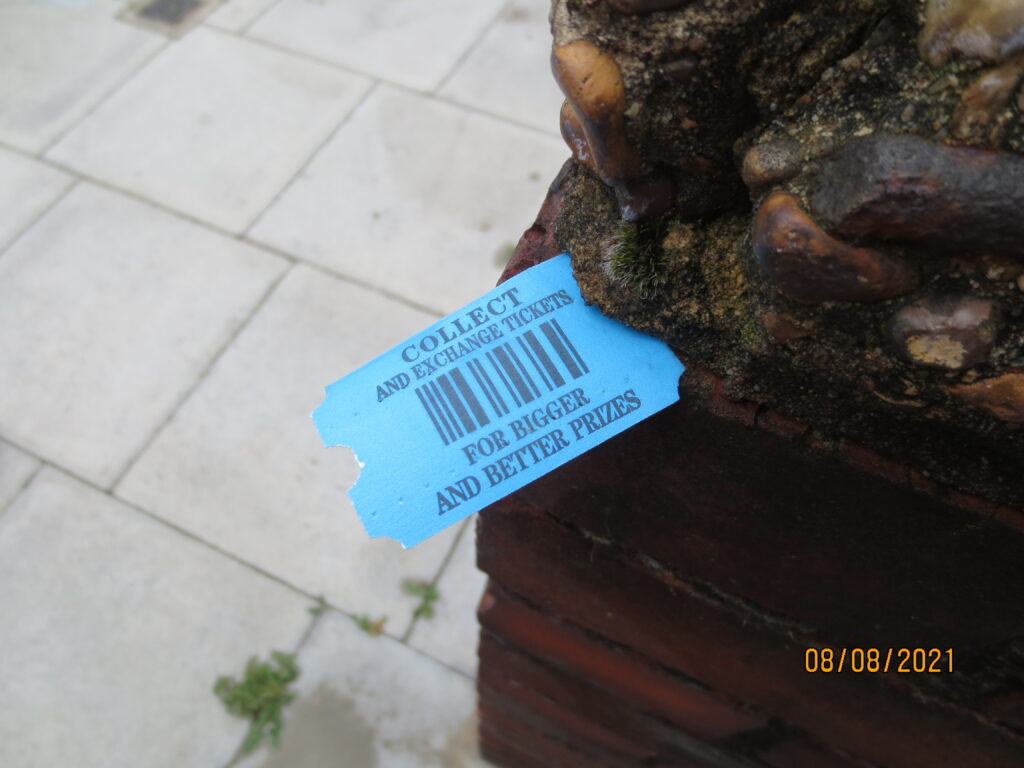 COLLECT
AND EXCHANGE TICKETS
FOR BIGGER
AND BETTER PRIZES
08/08/2021